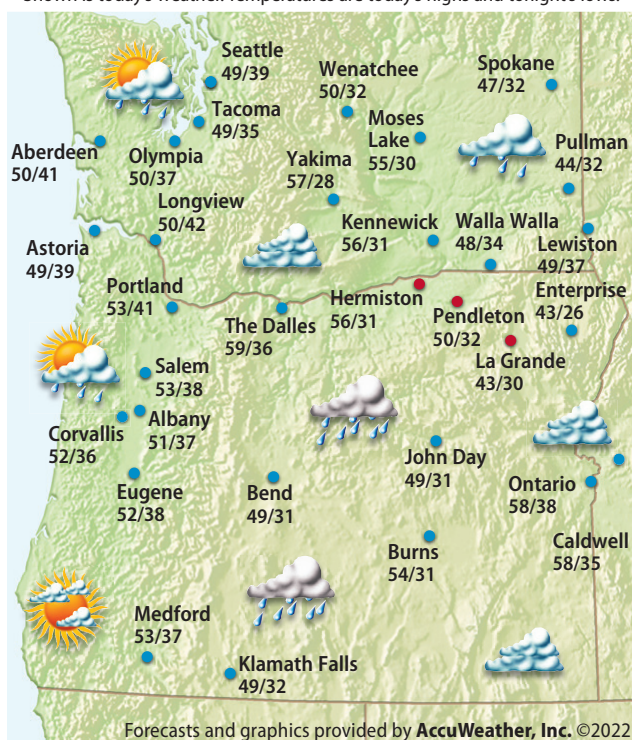 Shown is today's weather. Temperatures are today's highs and tonight's lows.
Seattle
49/39
Wenatchee
50/32
Spokane
47/32
Tacoma
49/35
Moses
Lake
55/30
Pullman
44/32
Aberdeen
50/41
Olympia
50/37
Yakima
57/28
Longview
50/42
Kennewick
56/31
Walla Walla
48/34
Lewiston
49/37
Astoria
49/39
Portland
53/41
The Dalles
59/36
Hermiston
56/31
Pendleton
50/32
Enterprise
43/26
La Grande
43/30
Salem
53/38
Albany
51/37
Corvallis
52/36
John Day
49/31
Eugene
52/38
Bend
49/31
Ontario
58/38
Burns
54/31
Caldwell
58/35
Medford
53/37
Klamath Falls
49/32
Forecasts and graphics provided by AccuWeather, Inc. ©2022